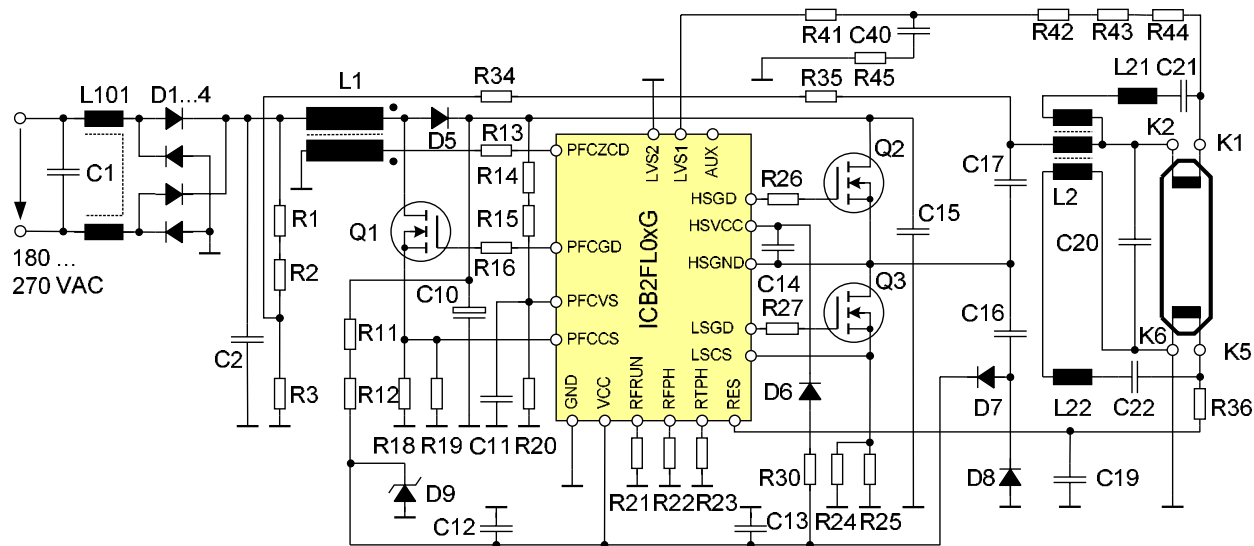 R41
C40
R42
R43
R44
R45
R34
R35
L21
C21
L101
D1...4
L1
D5
R13
PFCZCD
LVS2
LVS1
AUX
Q2
K2
K1
C17
L2
C1
R14
R26
HSGD
R1
R15
HSVCC
C15
Q1
C20
PFCGD
R16
C14
HSGND
180 ...
270 VAC
R2
C10
ICB2FL0xG
Q3
PFCVS
R27
C16
R11
LSGD
K6
K5
C2
PFCCS
LSCS
R3
R12
D6
D7
L22
C22
R36
GND
VCC
RFRUN
RFPH
RTPH
RES
R18
R19
C11
R20
R30
D8
C19
D9
R21
R22
R23
R24
R25
C12
C13